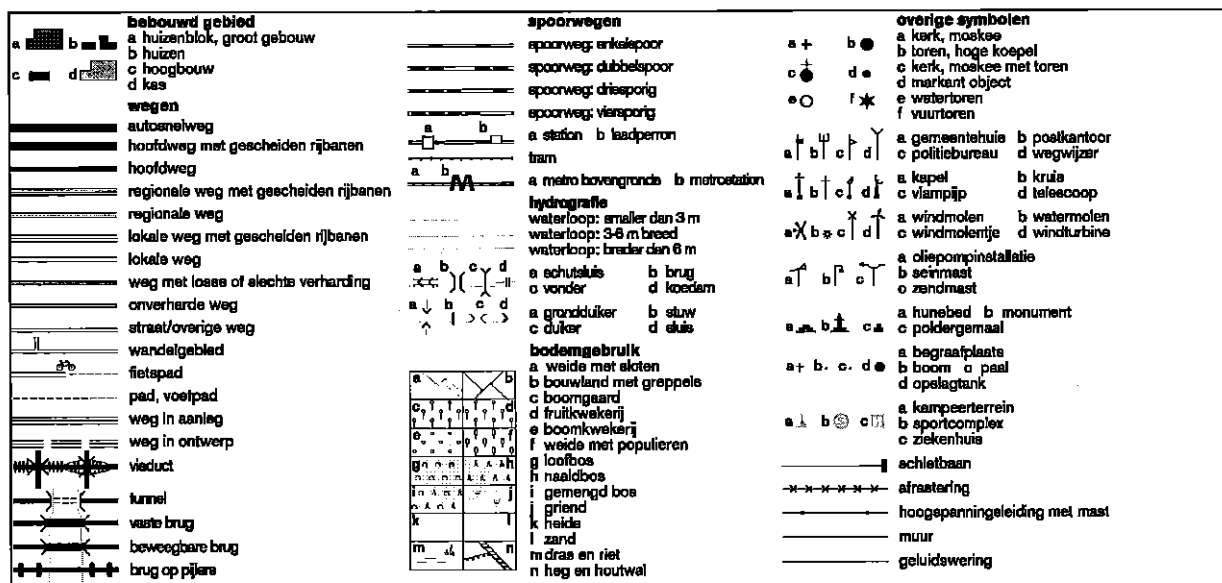 bebouwd gebied
a b
a huizenblok, groot gebouw
b huizen
c d
c hoogbouw
d kas
wegen
autosnelweg
hoofdweg met gescheiden rijbanen
hoofdweg
regionale weg met gescheiden rijbanen
regionale weg
lokale weg met gescheiden rijbanen
lokale weg
weg met losse of slechte verharding
onverharde weg
straat/overige weg
wandelgebied
fietspad
pad, voetpad
weg in aanleg
weg in ontwerp
viaduct
tunnel
vaste brug
beweegbare brug
brug op pijlers
spoorwegen
spoorweg: enkelspoor
spoorweg: dubbelspoor
spoorweg: driesporig
spoorweg: viersporig
a b
a station b laadperron
tram
a b
M
a metro bovengronds b metrostation
hydrografie
waterloop: smaller dan 3 m
waterloop: 3-6 m breed
waterloop: breder dan 6 m
a b c d
a schutsluis b brug
c vonder d koedam
a b c d
a grondduiker b stuw
c duiker d sluis
bodemgebruik
a weide met sloten
b bouwland met greppels
c boomgaard
d fruitkwekerij
e boomkwekerij
f weide met populieren
g loofbos
h naaldbos
i gemengd bos
j griend
k heide
l zand
m dras en riet
n heg en houtwal
a b
c d
e f
g h
i j
k l
m n
overige symbolen
a b
a kerk, moskee
b toren, hoge koepel
c d
c kerk, moskee met toren
d markant object
e f
e watertoren
f vuurtoren
a b c d
a gemeentehuis b postkantoor
c politiebureau d wegwijzer
a b c d
a kapel b kruis
c vlampijp d telescoop
a b c d
a windmolen b watermolen
c windmolentje d windturbine
a b c
a oliepompinstallatie
b seinmast
c zendmast
a b c
a hunebed b monument
c poldergemaal
a b. c. d
a begraafplaats
b boom c paal
d opslagtank
a b c
a kampeerterrein
b sportcomplex
c ziekenhuis
schietbaan
afrastering
hoogspanningsleiding met mast
muur
geluidswering